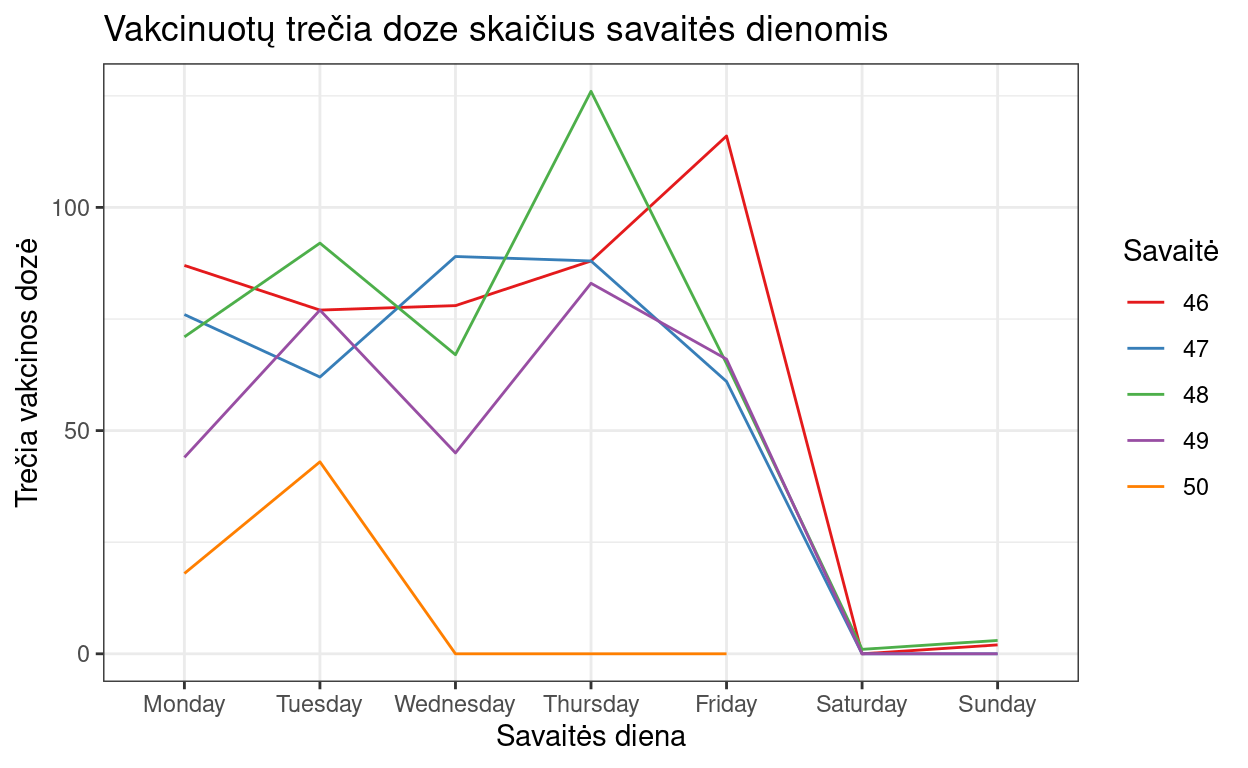 Vakcinuotų trečia doze skaičius savaitės dienomis
Trečia vakcinos dozė
100
50
0
Monday Tuesday Wednesday Thursday Friday Saturday Sunday
Savaitės diena
Savaitė
46
47
48
49
50